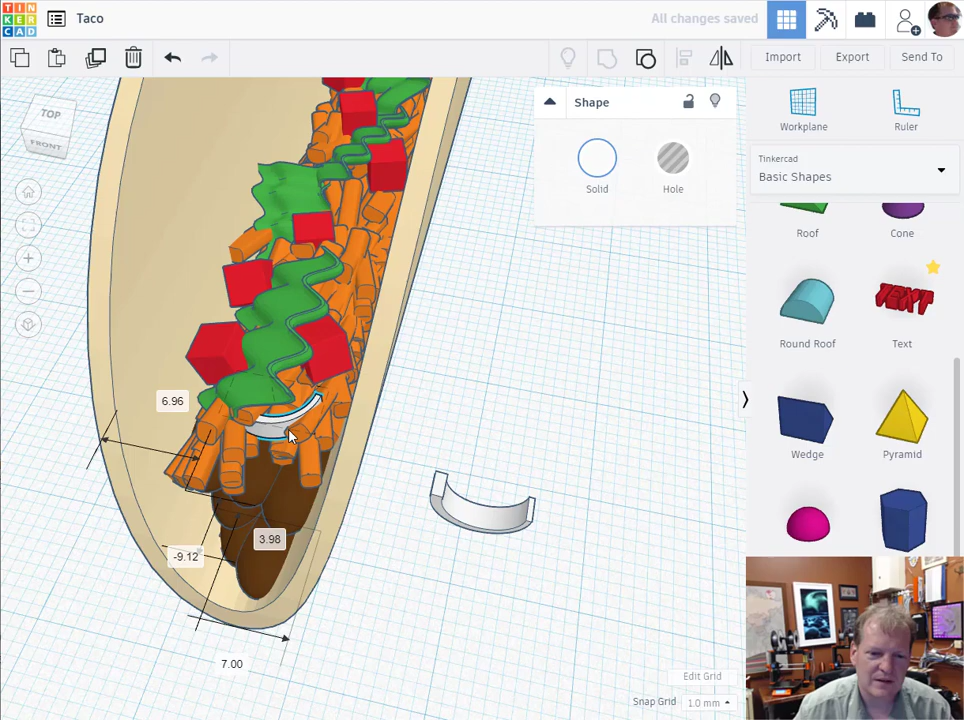 TIN
KER
CAD
Taco
All changes saved
Import
Export
Send To
TOP
FRONT
Shape
Solid
Hole
Workplane
Ruler
Tinkercad
Basic Shapes
Roof
Cone
TEXT
Round Roof
Text
Wedge
Pyramid
6.96
3.98
-9.12
7.00
Edit Grid
Snap Grid
1.0 mm